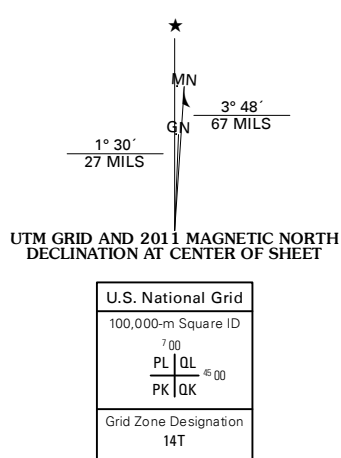 ★
MN
3° 48´
67 MILS
GN
1° 30´
27 MILS
UTM GRID AND 2011 MAGNETIC NORTH
DECLINATION AT CENTER OF SHEET
U.S. National Grid
100,000-m Square ID
7 00
PL QL
45 00
PK QK
Grid Zone Designation
14T